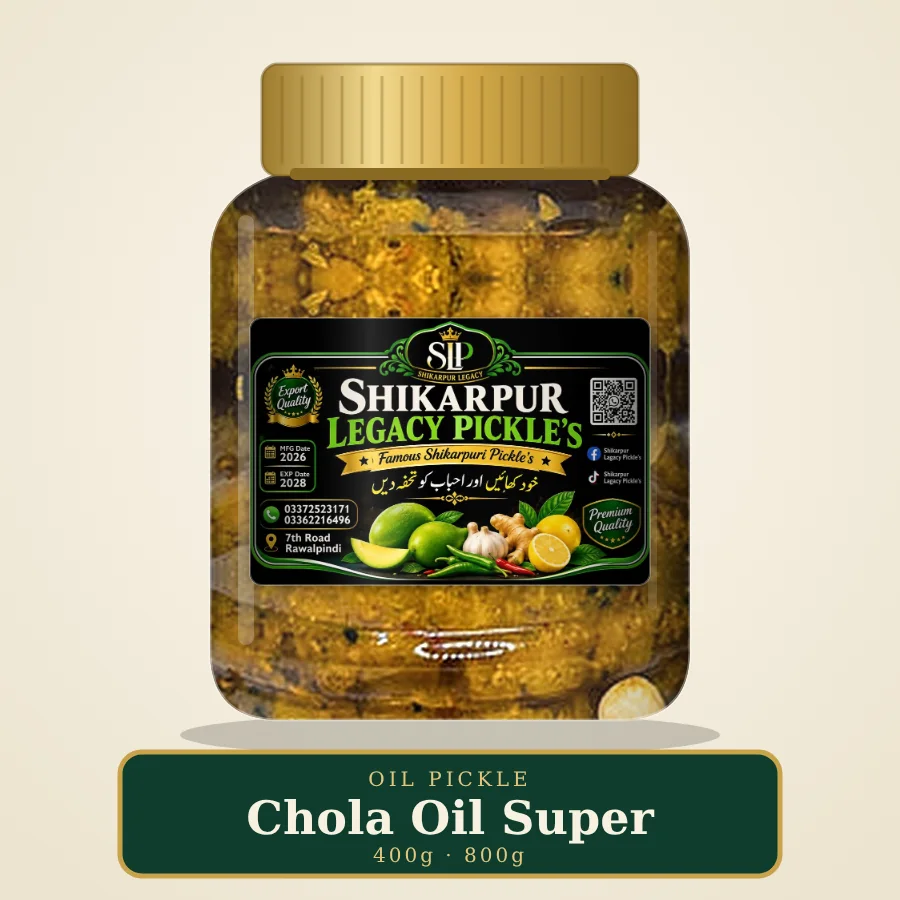 SLP
SHIKARPUR LEGACY
SHIKARPUR
LEGACY PICKLE'S
Famous Shikarpuri Pickle's
خود کھائیں اور احباب کو تحفہ دیں
Export
Quality
MFG Date
2026
EXP Date
2028
03372523171
03362216496
7th Road
Rawalpindi
Shikarpur
Legacy Pickle's
Shikarpur
Legacy Pickle's
Premium
Quality
OIL PICKLE
Chola Oil Super
400g · 800g